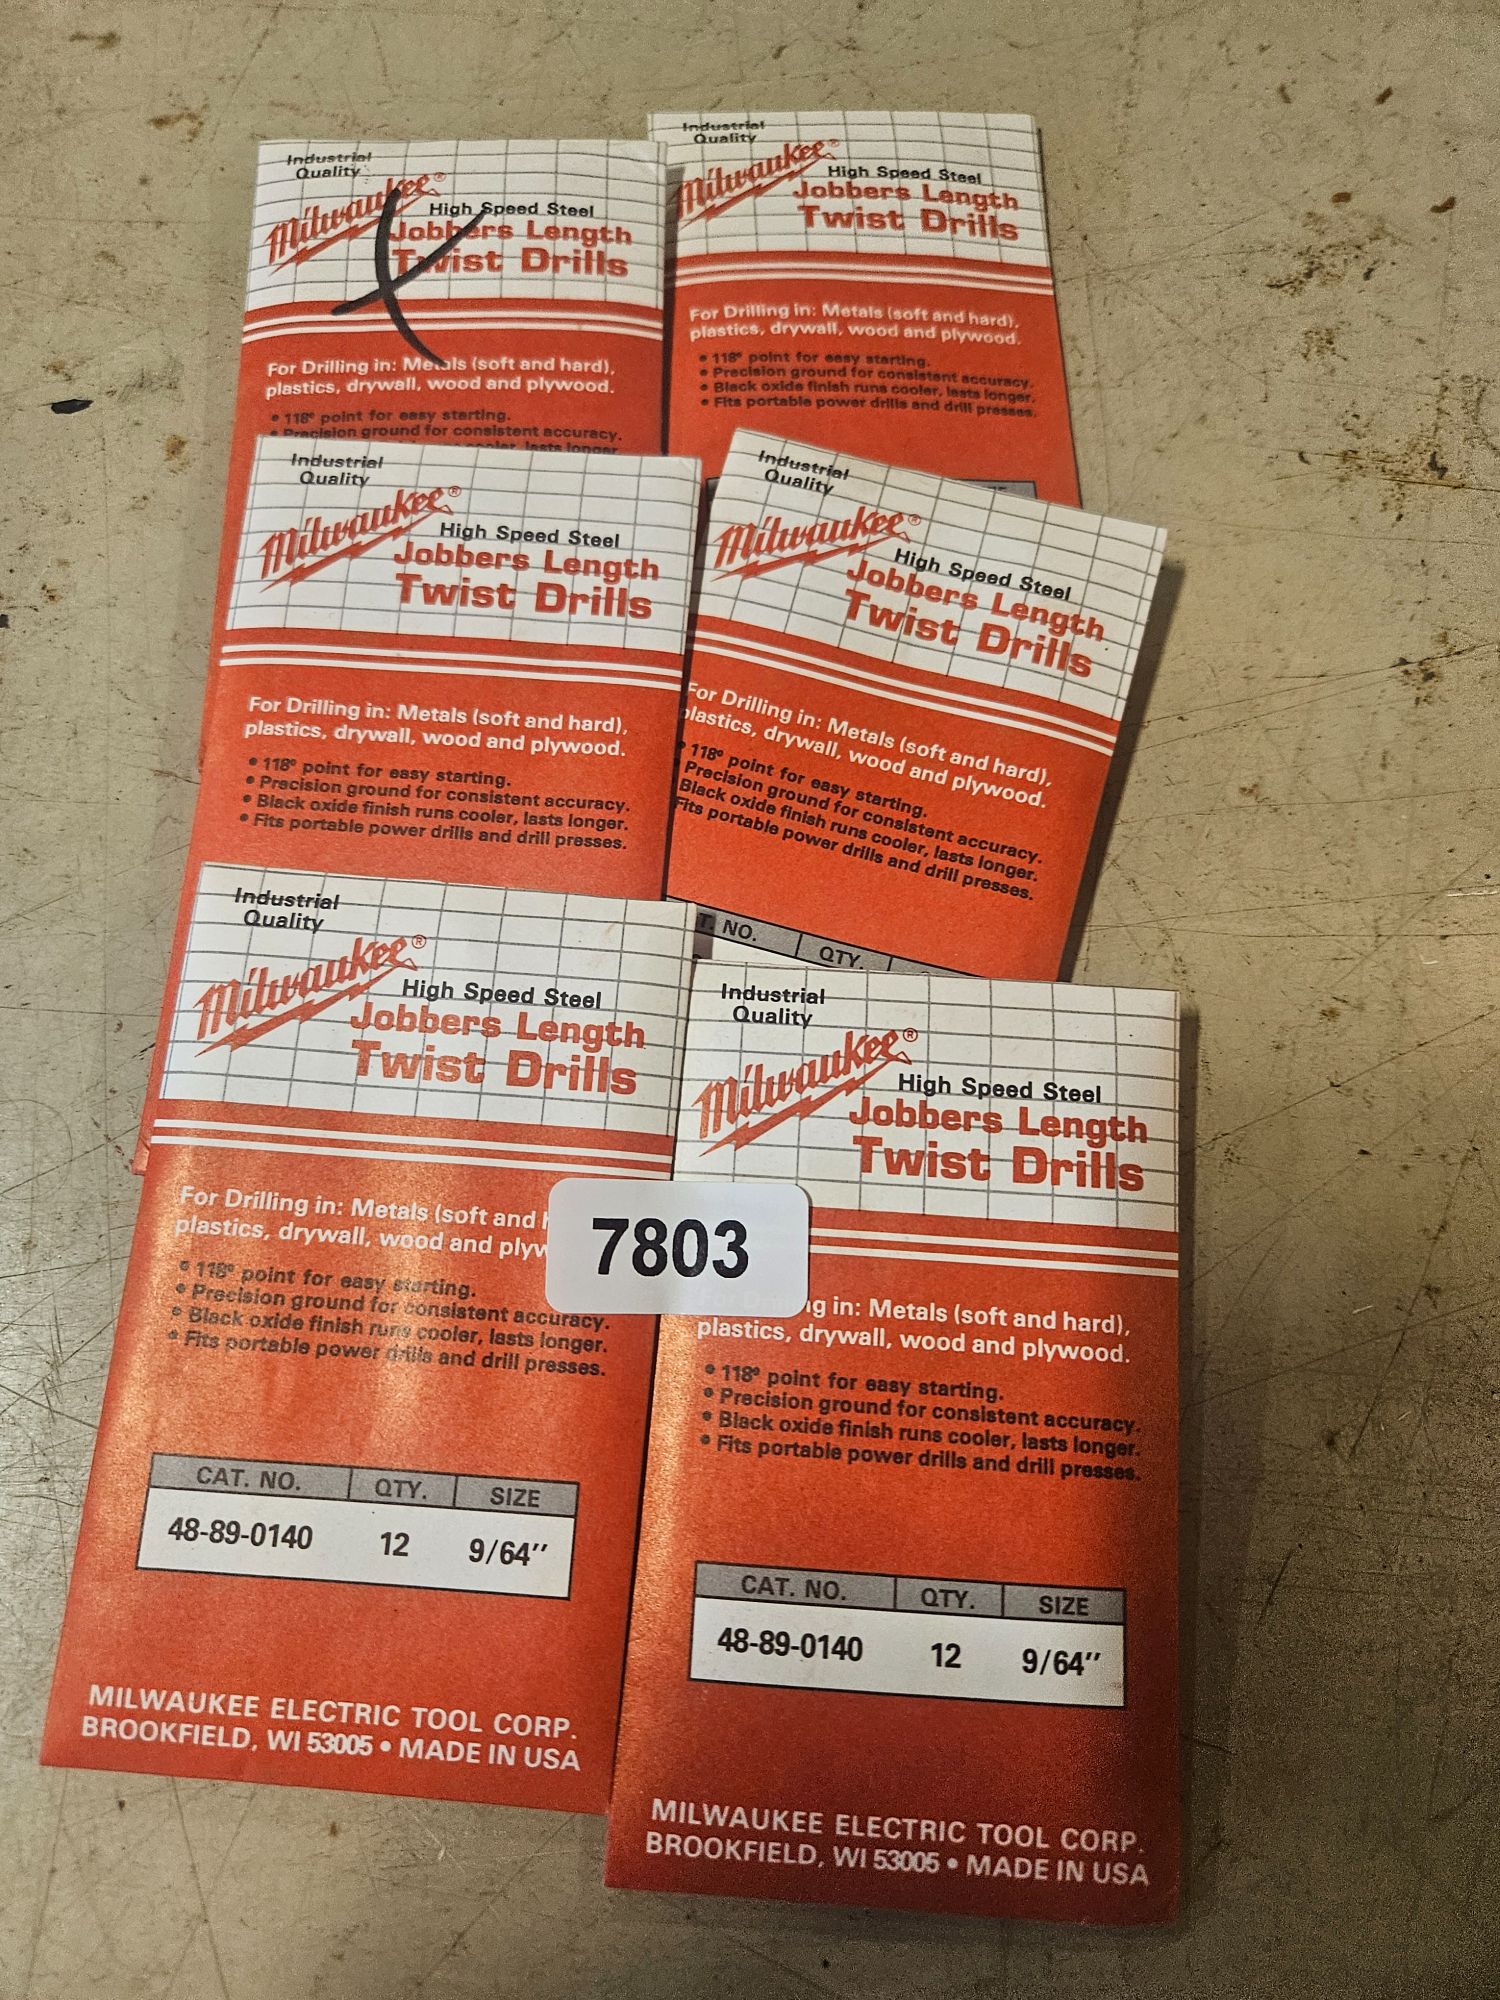 Industrial
Quality
Milwaukee®
High Speed Steel
Jobbers Length
Twist Drills
For Drilling in: Metals (soft and hard),
plastics, drywall, wood and plywood.
• 118° point for easy starting.
• Precision ground for consistent accuracy.
cooler, lasts longer
Industrial
Quality
Milwaukee®
High Speed Steel
Jobbers Length
Twist Drills
For Drilling in: Metals (soft and hard),
plastics, drywall, wood and plywood.
• 118° point for easy starting.
• Precision ground for consistent accuracy.
• Black oxide finish runs cooler, lasts longer.
• Fits portable power drills and drill presses.
Industrial
Quality
Milwaukee®
High Speed Steel
Jobbers Length
Twist Drills
For Drilling in: Metals (soft and hard),
plastics, drywall, wood and plywood.
• 118° point for easy starting.
• Precision ground for consistent accuracy.
• Black oxide finish runs cooler, lasts longer.
• Fits portable power drills and drill presses.
Industrial
Quality
Milwaukee®
High Speed Steel
Jobbers Length
Twist Drills
For Drilling in: Metals (soft and hard),
plastics, drywall, wood and plywood.
• 118° point for easy starting.
Precision ground for consistent accuracy.
Black oxide finish runs cooler, lasts longer.
Fits portable power drills and drill presses.
T. NO. QTY.
Industrial
Quality
Milwaukee®
High Speed Steel
Jobbers Length
Twist Drills
For Drilling in: Metals (soft and
plastics, drywall, wood and plyw
• 118° point for easy starting.
• Precision ground for consistent accuracy.
• Black oxide finish runs cooler, lasts longer.
• Fits portable power drills and drill presses.
CAT. NO. QTY. SIZE
48-89-0140 12 9/64″
MILWAUKEE ELECTRIC TOOL CORP.
BROOKFIELD, WI 53005 • MADE IN USA
7803
Industrial
Quality
Milwaukee®
High Speed Steel
Jobbers Length
Twist Drills
ng in: Metals (soft and hard),
plastics, drywall, wood and plywood.
• 118° point for easy starting.
• Precision ground for consistent accuracy.
• Black oxide finish runs cooler, lasts longer.
• Fits portable power drills and drill presses.
CAT. NO. QTY. SIZE
48-89-0140 12 9/64″
MILWAUKEE ELECTRIC TOOL CORP.
BROOKFIELD, WI 53005 • MADE IN USA